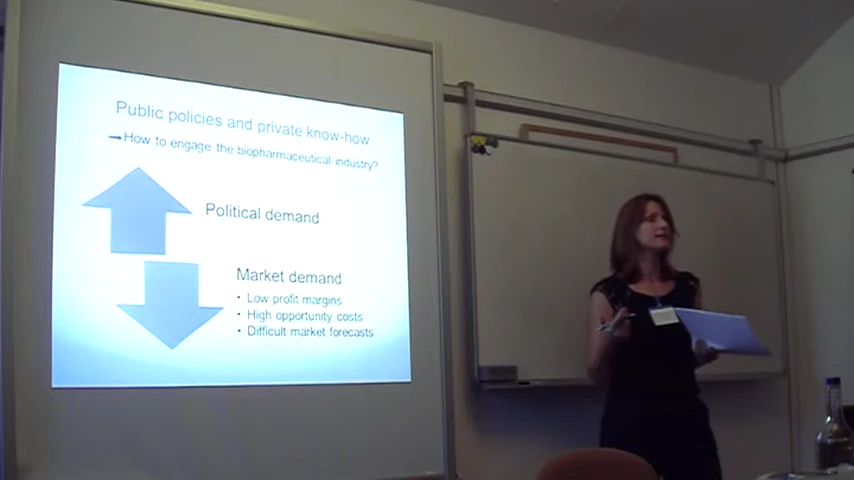 Public policies and private know-how
How to engage the biopharmaceutical industry?
Political demand
Market demand
• Low profit margins
• High opportunity costs
• Difficult market forecasts